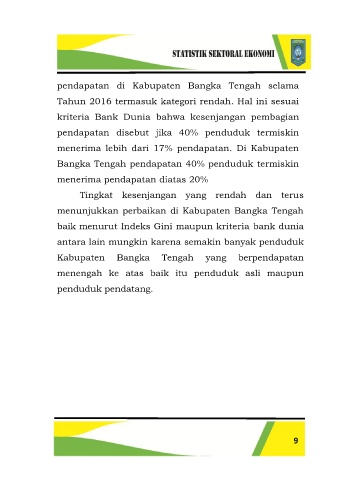 STATISTIK SEKTORAL EKONOMI
pendapatan di Kabupaten Bangka Tengah selama
Tahun 2016 termasuk kategori rendah. Hal ini sesuai
kriteria Bank Dunia bahwa kesenjangan pembagian
pendapatan disebut jika 40% penduduk termiskin
menerima lebih dari 17% pendapatan. Di Kabupaten
Bangka Tengah pendapatan 40% penduduk termiskin
menerima pendapatan diatas 20%
Tingkat kesenjangan yang rendah dan terus
menunjukkan perbaikan di Kabupaten Bangka Tengah
baik menurut Indeks Gini maupun kriteria bank dunia
antara lain mungkin karena semakin banyak penduduk
Kabupaten Bangka Tengah yang berpendapatan
menengah ke atas baik itu penduduk asli maupun
penduduk pendatang.
9